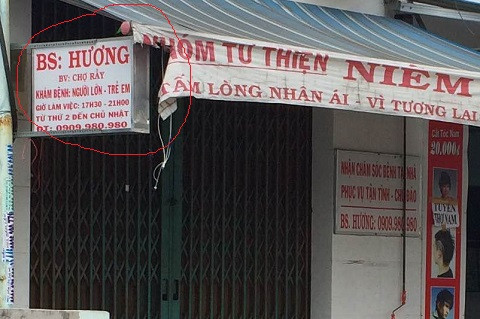 BS: HƯƠNG
BV: CHỢ RẪY
KHÁM BỆNH: NGƯỜI LỚN - TRẺ EM
GIỜ LÀM VIỆC: 17H30 - 21H00
TỪ THỨ 2 ĐẾN CHỦ NHẬT
ĐT: 0909.980.980
NHÓM TỪ THIỆN NIỀM
TẤM LÒNG NHÂN ÁI - VÌ TƯƠNG LAI
NHẬN CHĂM SÓC BỆNH TẠI NHÀ
PHỤC VỤ TẬN TÌNH - CHU ĐÁO
BS. HƯỜNG: 0909.980.980
Cắt Tóc Nam
20.000đ
TUYỂN
THỢ NAM